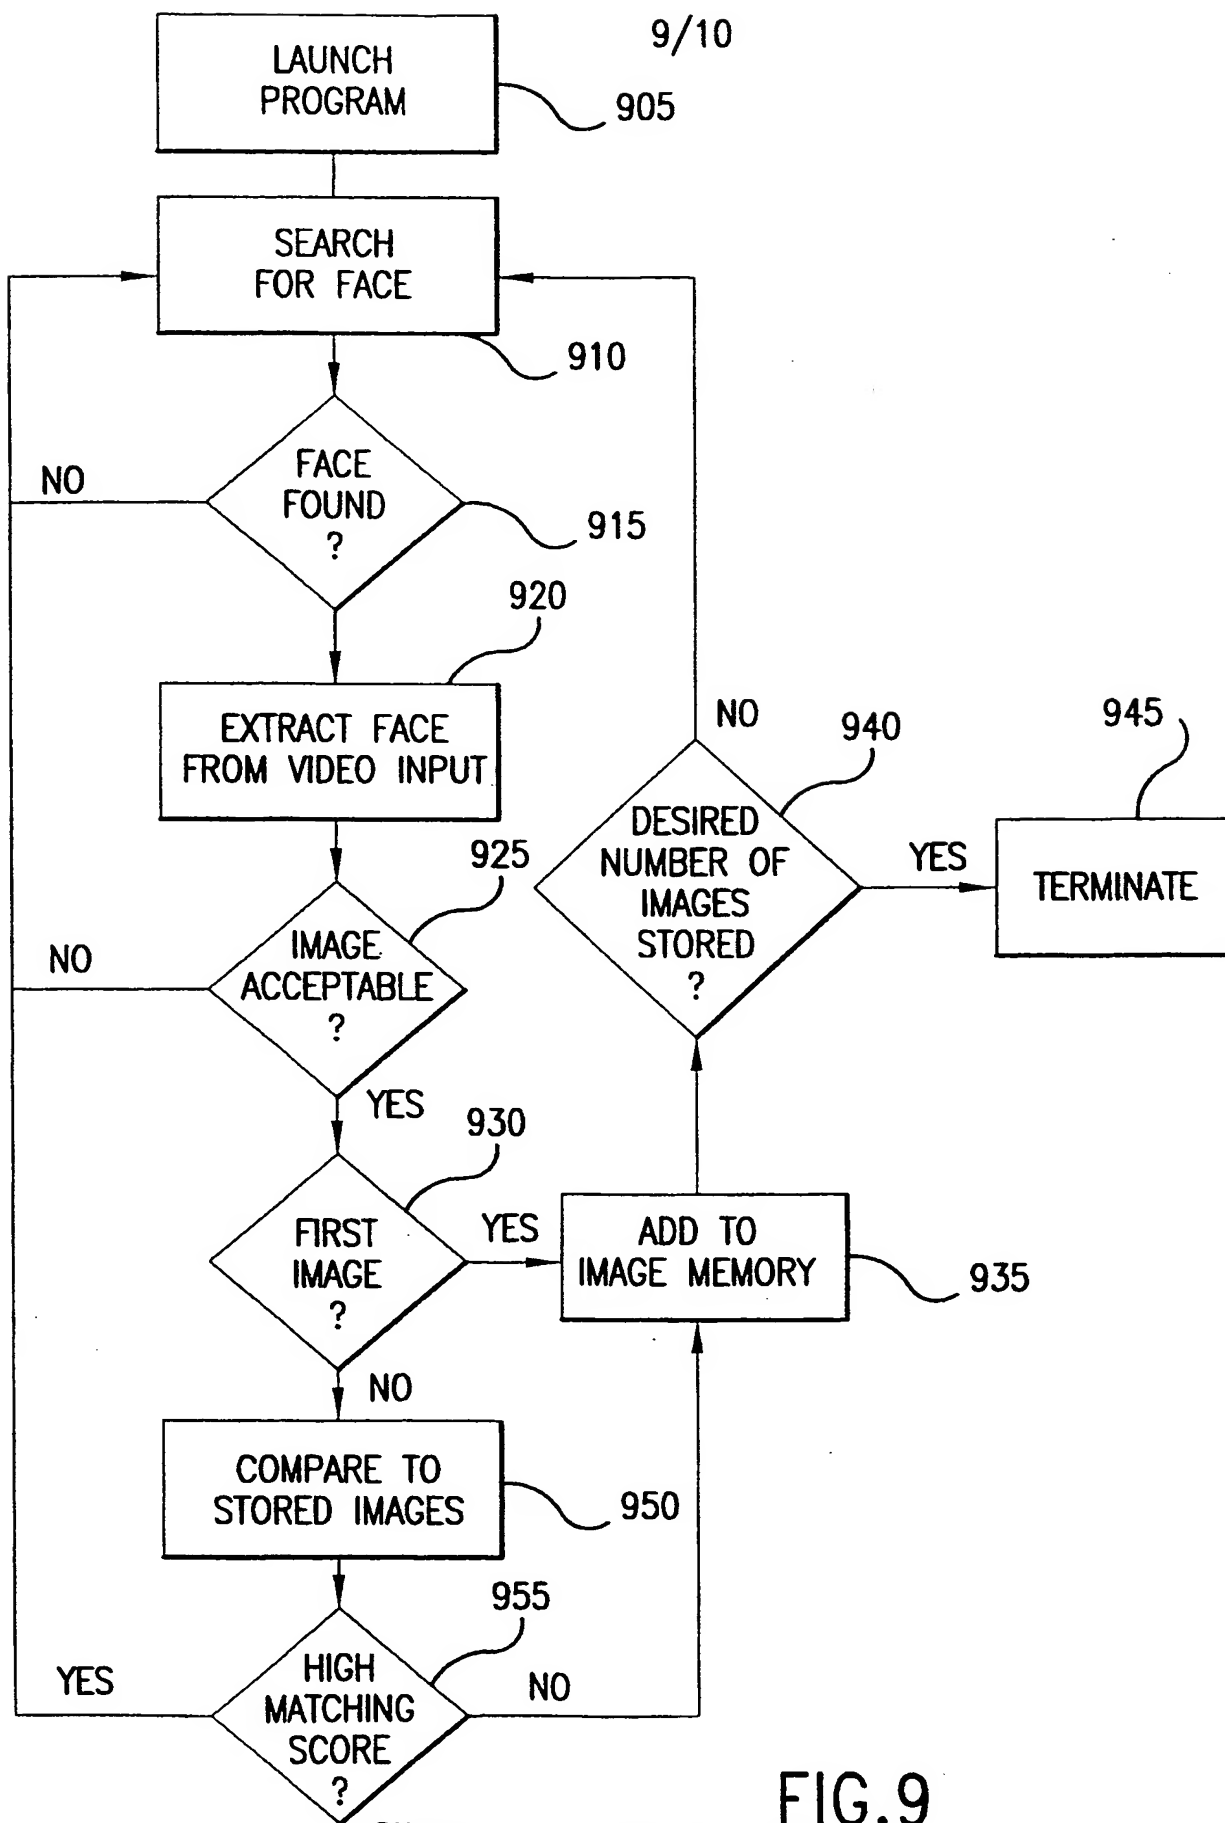 9/10
LAUNCH
PROGRAM
905
SEARCH
FOR FACE
910
FACE
FOUND
?
NO
915
920
EXTRACT FACE
FROM VIDEO INPUT
925
IMAGE
ACCEPTABLE
?
NO
YES
930
FIRST
IMAGE
?
YES
ADD TO
IMAGE MEMORY
935
NO
940
DESIRED
NUMBER OF
IMAGES
STORED
?
YES
945
TERMINATE
NO
COMPARE TO
STORED IMAGES
950
955
HIGH
MATCHING
SCORE
?
YES
NO
FIG.9